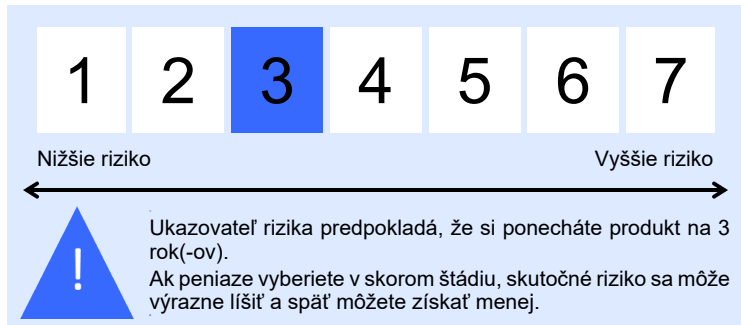 1 2 3 4 5 6 7
Nižšie riziko Vyššie riziko
Ukazovateľ rizika predpokladá, že si ponecháte produkt na 3
rok(-ov).
Ak peniaze vyberiete v skorom štádiu, skutočné riziko sa môže
výrazne líšiť a späť môžete získať menej.
!